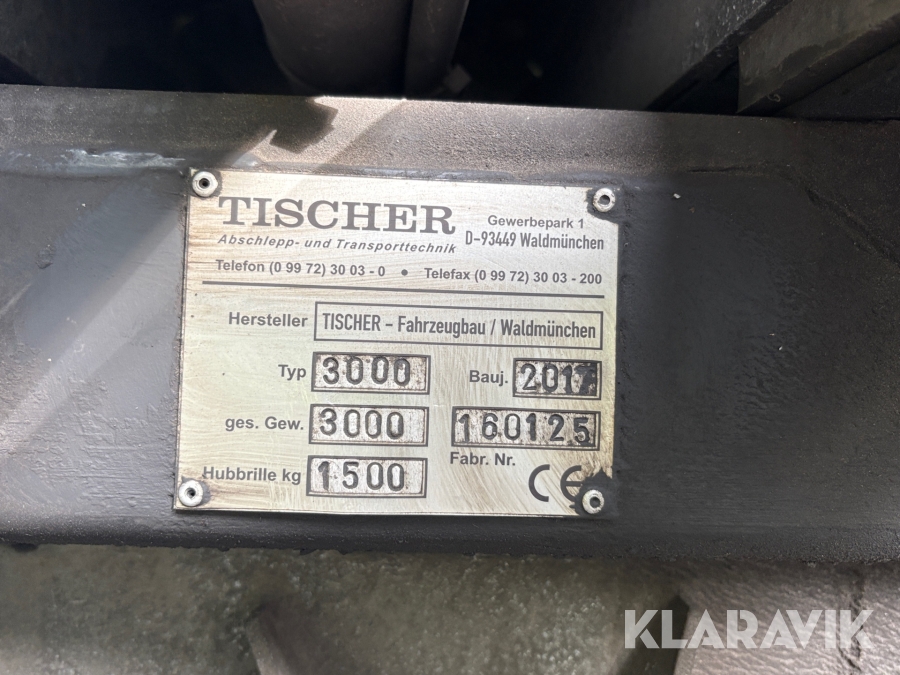 TISCHER
Abschlepp- und Transporttechnik
Gewerbepark 1
D-93449 Waldmünchen
Telefon (0 99 72) 30 03 - 0 • Telefax (0 99 72) 30 03 - 200
Hersteller TISCHER - Fahrzeugbau / Waldmünchen
Typ 3000 Bauj. 2017
ges. Gew. 3000 160125
Fabr. Nr.
Hubbrille kg 1500 CE
KLARAVIK